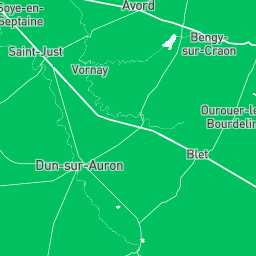 Soye-en-
Septaine
Avord
Bengy-
sur-Craon
Saint-Just
Vornay
Ourouer-le
Bourdelin
Dun-sur-Auron
Blet